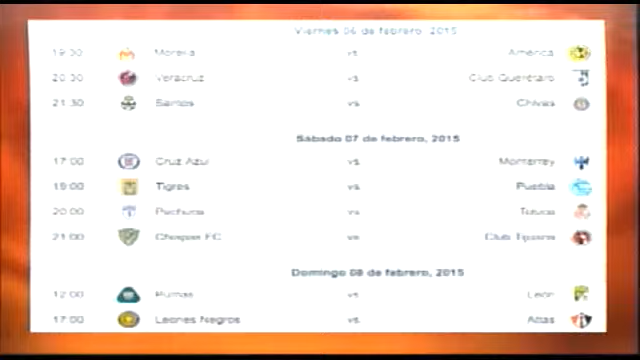 Viernes 06 de febrero, 2015
19:30 Morelia vs América
20:30 Veracruz vs Club Querétaro
21:30 Santos vs Chivas
Sábado 07 de febrero, 2015
17:00 Cruz Azul vs Monterrey
19:00 Tigres vs Puebla
20:00 Pachuca vs Toluca
21:00 Chiapas FC vs Club Tijuana
Domingo 08 de febrero, 2015
12:00 Pumas vs León
17:00 Leones Negros vs Atlas